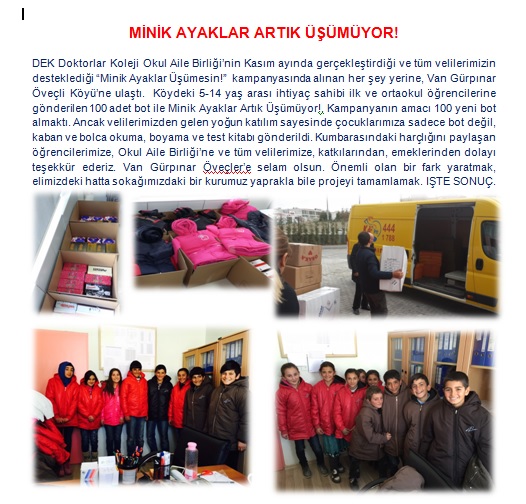 MİNİK AYAKLAR ARTIK ÜŞÜMÜYOR!
DEK Doktorlar Koleji Okul Aile Birliği'nin Kasım ayında gerçekleştirdiği ve tüm velilerimizin
desteklediği "Minik Ayaklar Üşümesin!" kampanyasında alınan her şey yerine, Van Gürpınar
Öveçli Köyü'ne ulaştı. Köydeki 5-14 yaş arası ihtiyaç sahibi ilk ve ortaokul öğrencilerine
gönderilen 100 adet bot ile Minik Ayaklar Artık Üşümüyor!. Kampanyanın amacı 100 yeni bot
almaktı. Ancak velilerimizden gelen yoğun katılım sayesinde çocuklarımıza sadece bot değil,
kaban ve bolca okuma, boyama ve test kitabı gönderildi. Kumbarasındaki harçlığını paylaşan
öğrencilerimize, Okul Aile Birliği'ne ve tüm velilerimize, katkılarından, emeklerinden dolayı
teşekkür ederiz. Van Gürpınar Öveçler'e selam olsun. Önemli olan bir fark yaratmak,
elimizdeki hatta sokağımızdaki bir kurumuz yaprakla bile projeyi tamamlamak. İŞTE SONUÇ.
444
1 788